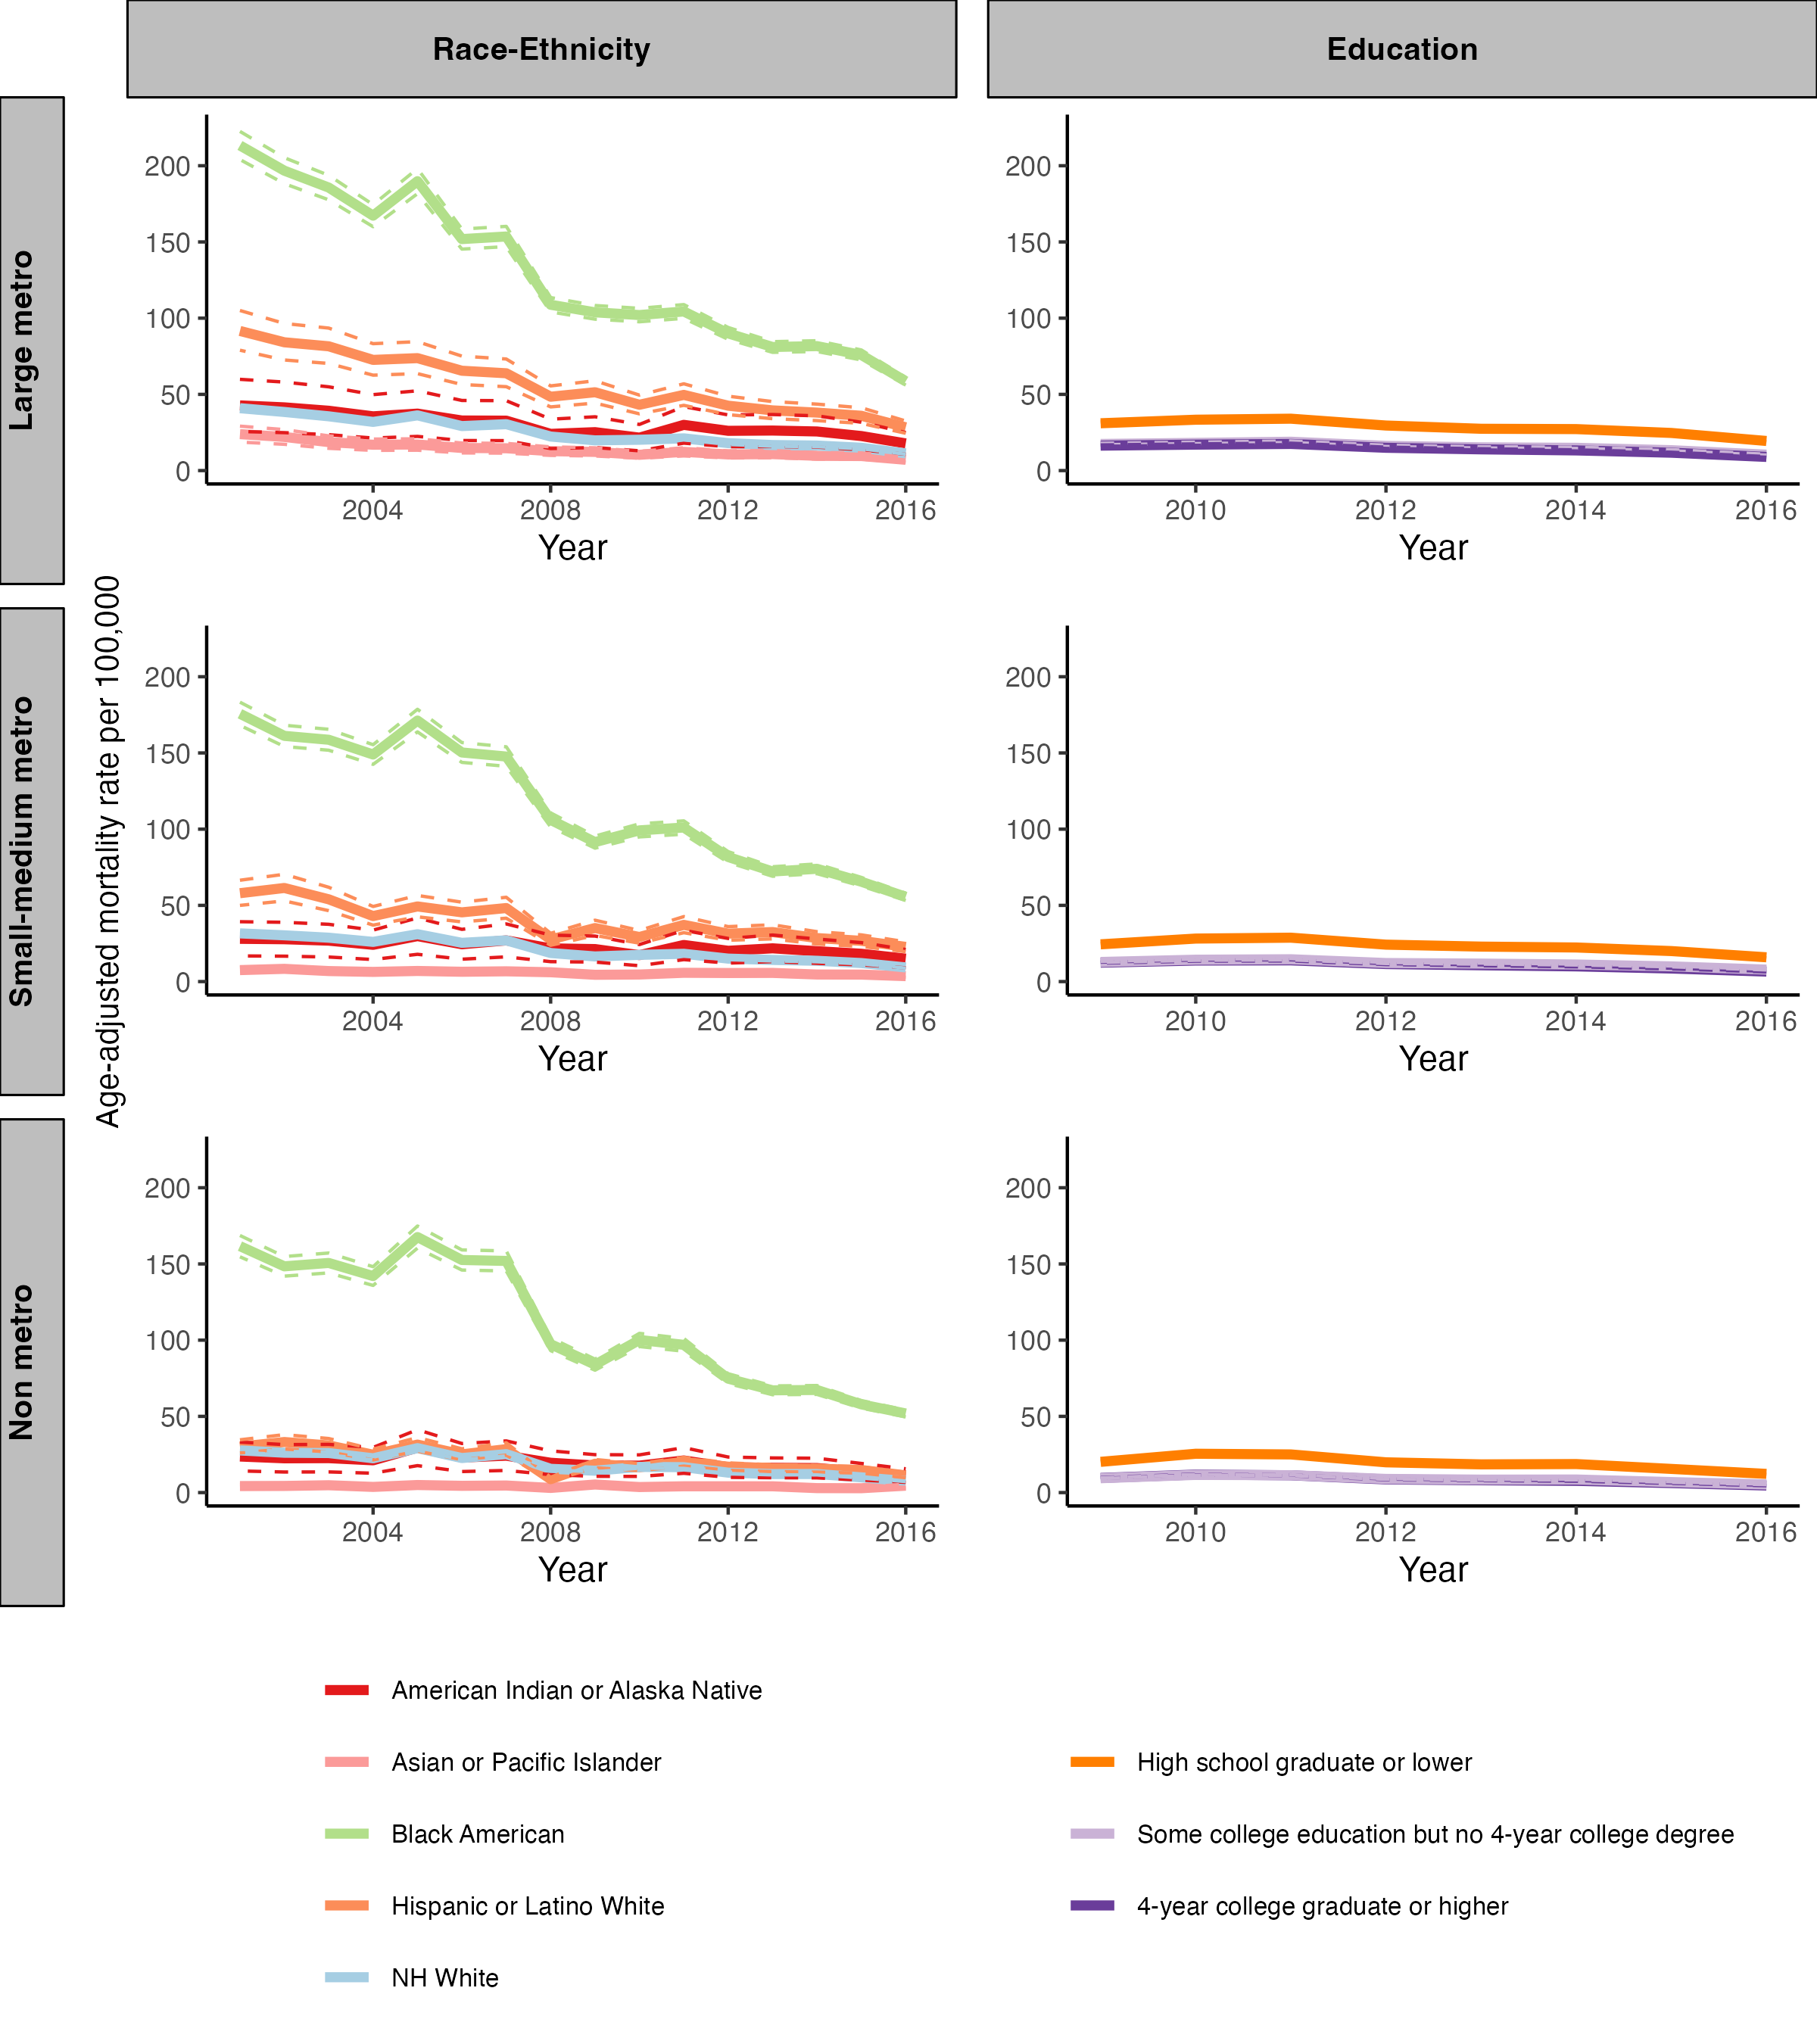 Race-Ethnicity
Education
Large metro
200
150
100
50
0
2004 2008 2012 2016
Year
200
150
100
50
0
2010 2012 2014 2016
Year
Age-adjusted mortality rate per 100,000
Small-medium metro
200
150
100
50
0
2004 2008 2012 2016
Year
200
150
100
50
0
2010 2012 2014 2016
Year
Non metro
200
150
100
50
0
2004 2008 2012 2016
Year
200
150
100
50
0
2010 2012 2014 2016
Year
American Indian or Alaska Native
Asian or Pacific Islander
Black American
Hispanic or Latino White
NH White
High school graduate or lower
Some college education but no 4-year college degree
4-year college graduate or higher